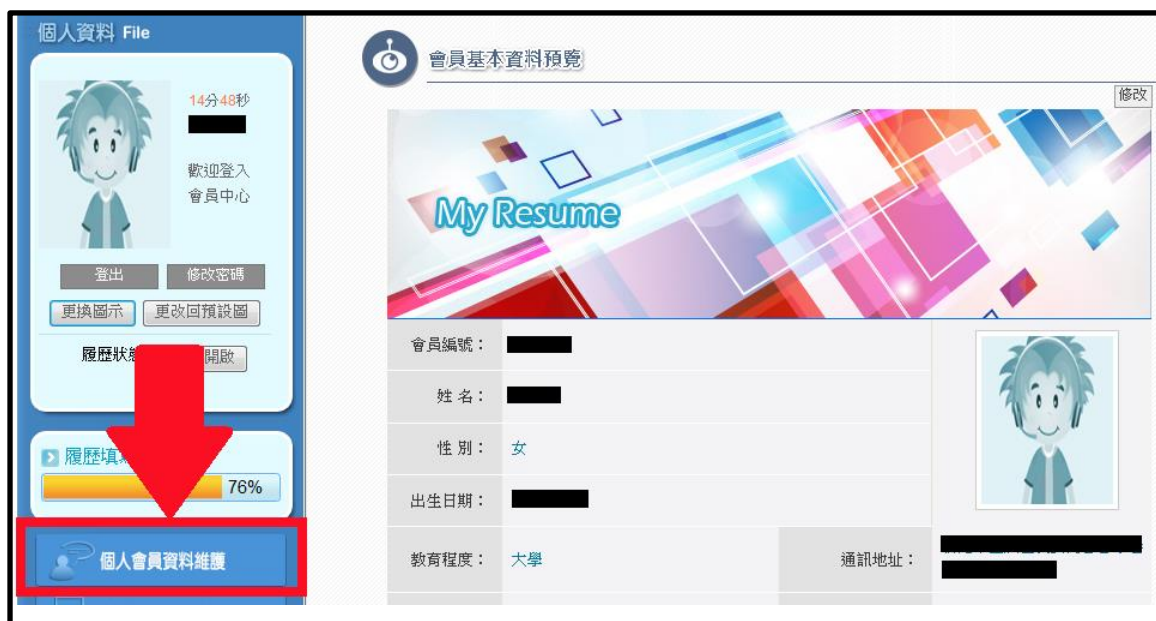 個人資料 File
14分48秒
歡迎登入
會員中心
登出
修改密碼
更換圖示
更改回預設圖
履歷狀
開啟
履歷填
76%
個人會員資料維護
會員基本資料預覽
修改
My Resume
會員編號：
姓 名：
性 別： 女
出生日期：
教育程度： 大學
通訊地址：